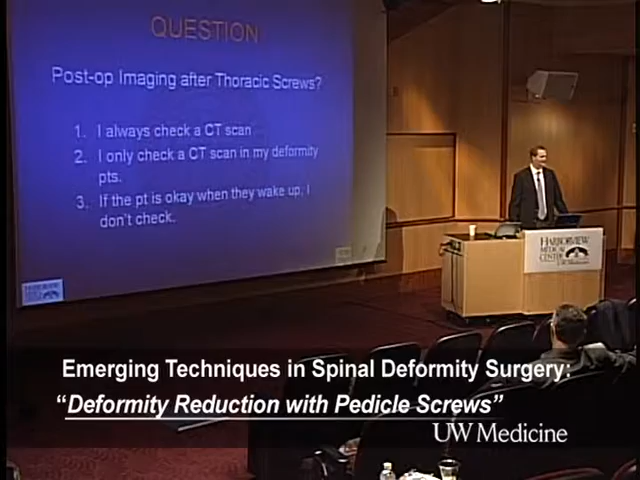 QUESTION
Post-op Imaging after Thoracic Screws?
1. I always check a CT scan
2. I only check a CT scan in my deformity
pts.
3. If the pt is okay when they wake up, I
don't check.
HARBORVIEW
MEDICAL
CENTER
Emerging Techniques in Spinal Deformity Surgery:
“Deformity Reduction with Pedicle Screws”
UW Medicine